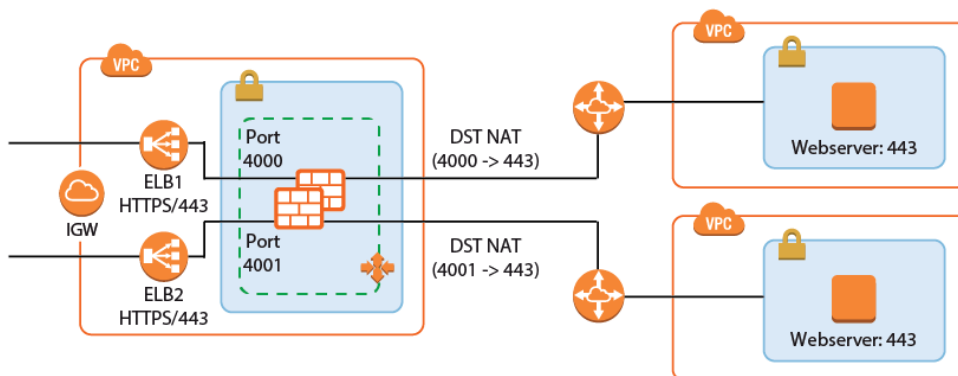 VPC
Port
4000
ELB1
HTTPS/443
IGW
Port
4001
ELB2
HTTPS/443
DST NAT
(4000 -> 443)
DST NAT
(4001 -> 443)
VPC
Webserver: 443
VPC
Webserver: 443